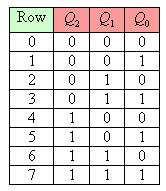 Row Q₂ Q₁ Q₀
0 0 0 0
1 0 0 1
2 0 1 0
3 0 1 1
4 1 0 0
5 1 0 1
6 1 1 0
7 1 1 1